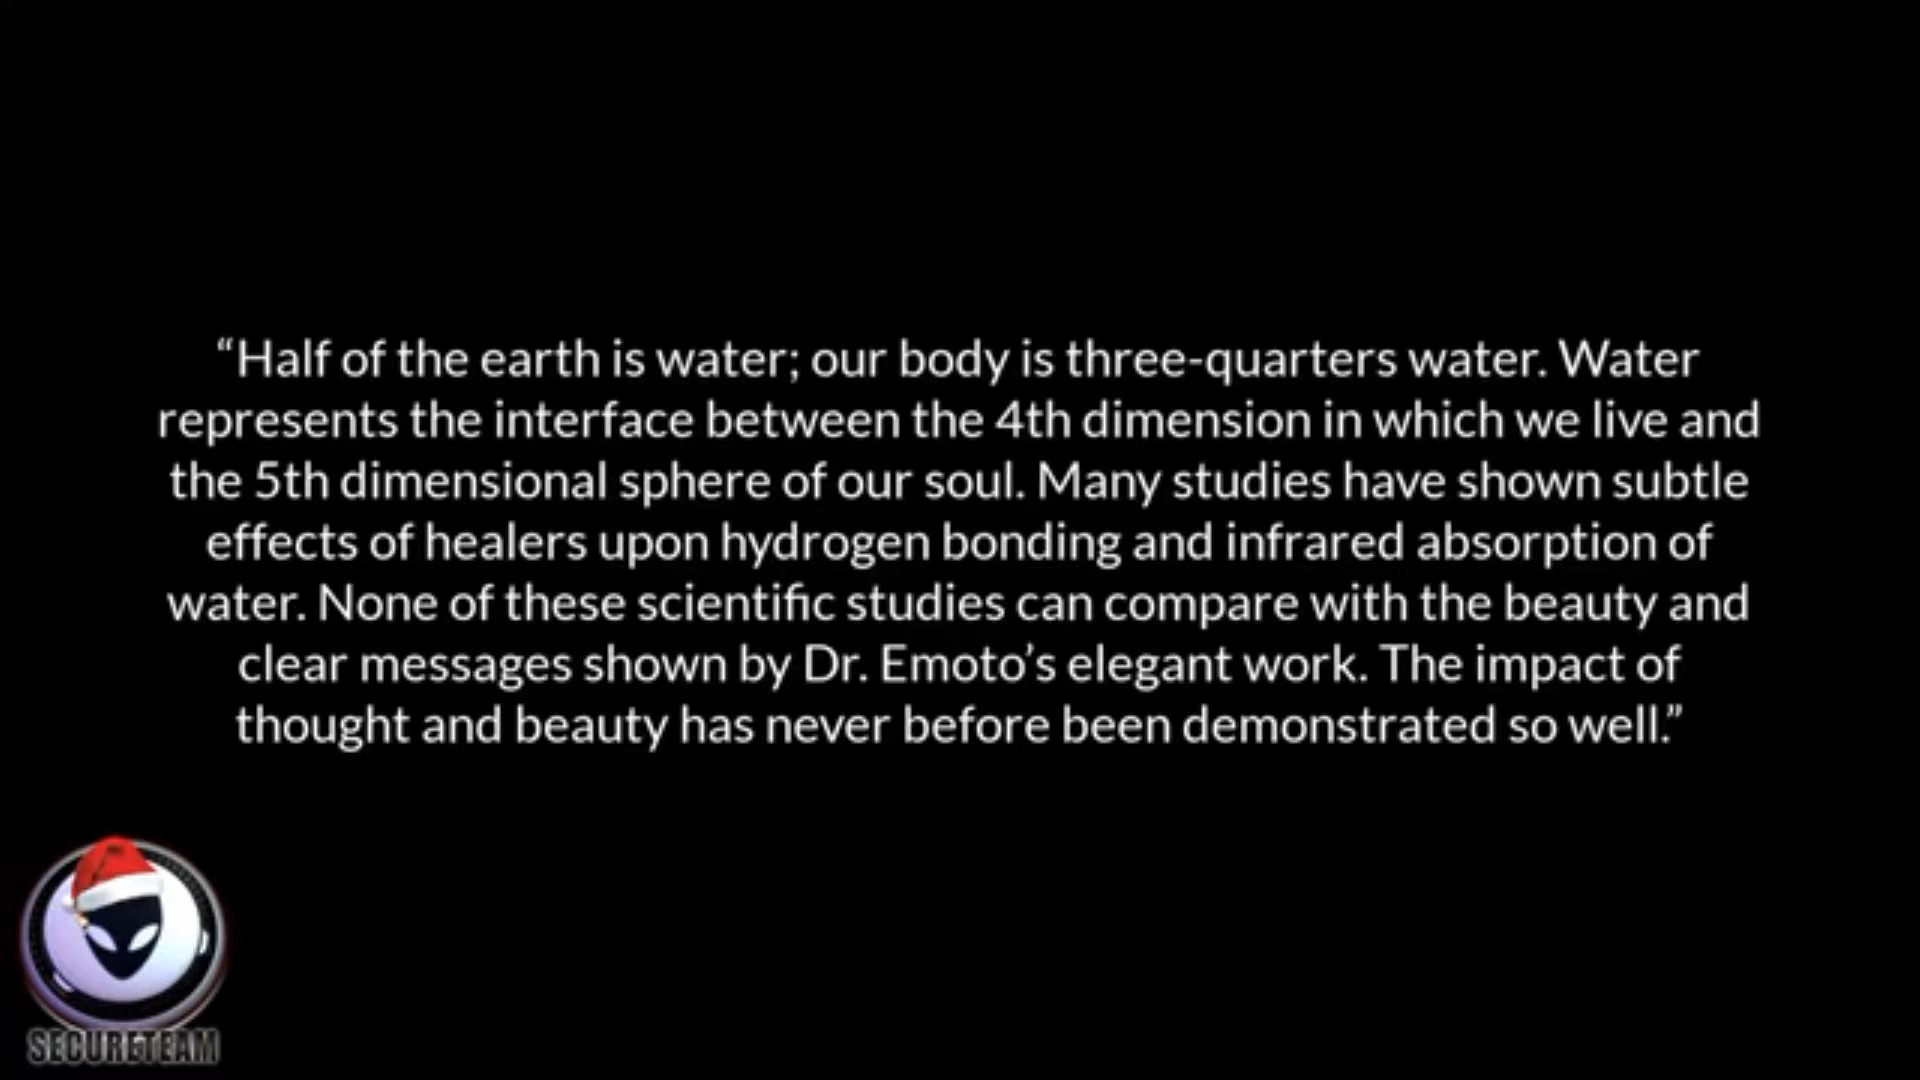 “Half of the earth is water; our body is three-quarters water. Water
represents the interface between the 4th dimension in which we live and
the 5th dimensional sphere of our soul. Many studies have shown subtle
effects of healers upon hydrogen bonding and infrared absorption of
water. None of these scientific studies can compare with the beauty and
clear messages shown by Dr. Emoto’s elegant work. The impact of
thought and beauty has never before been demonstrated so well.”
SECURETEAM